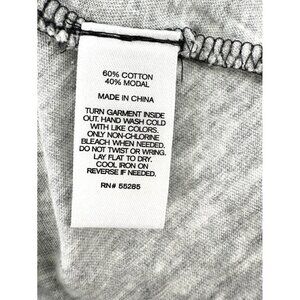 60% COTTON
40% MODAL
MADE IN CHINA
TURN GARMENT INSIDE
OUT. HAND WASH COLD
WITH LIKE COLORS.
ONLY NON-CHLORINE
BLEACH WHEN NEEDED.
DO NOT TWIST OR WRING.
LAY FLAT TO DRY.
COOL IRON ON
REVERSE IF NEEDED.
RN# 55285